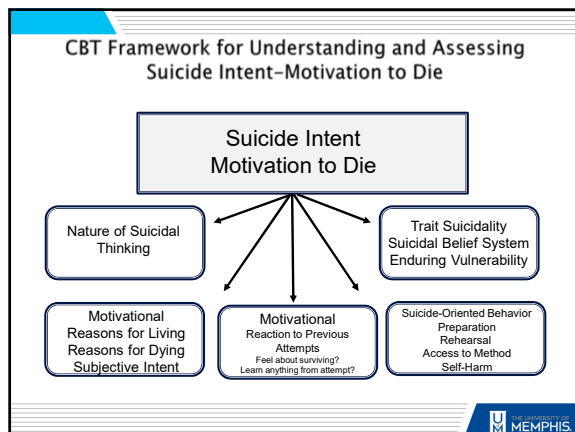 CBT Framework for Understanding and Assessing
Suicide Intent-Motivation to Die
Suicide Intent
Motivation to Die
Nature of Suicidal
Thinking
Trait Suicidality
Suicidal Belief System
Enduring Vulnerability
Motivational
Reasons for Living
Reasons for Dying
Subjective Intent
Motivational
Reaction to Previous
Attempts
Feel about surviving?
Learn anything from attempt?
Suicide-Oriented Behavior
Preparation
Rehearsal
Access to Method
Self-Harm
UM
THE UNIVERSITY OF
MEMPHIS.